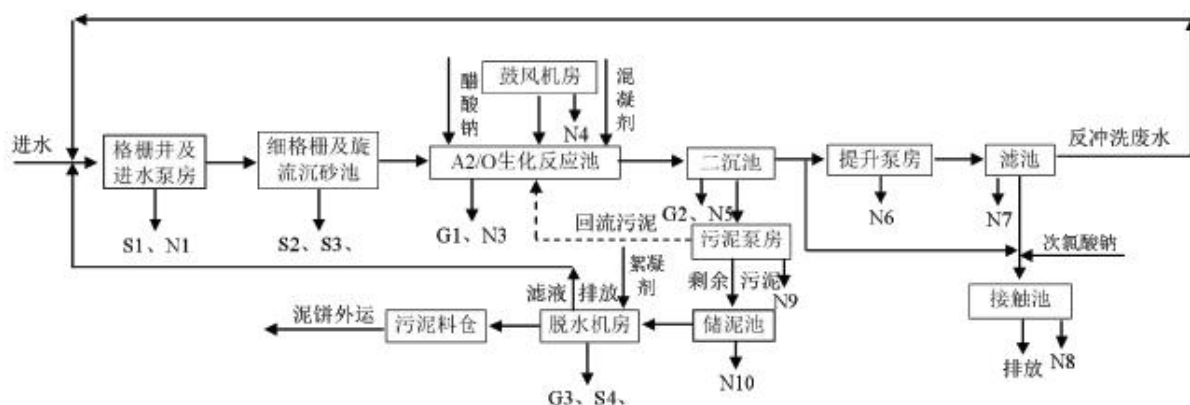 醋酸钠
鼓风机房
混凝剂
N4
进水
格栅井及
进水泵房
细格栅及旋
流沉砂池
A2/O生化反应池
二沉池
提升泵房
滤池
反冲洗废水
S1、N1
S2、S3、
G1、N3
G2、N5
N6
N7
回流污泥
污泥泵房
次氯酸钠
絮凝剂
剩余污泥
N9
滤液排放
接触池
泥饼外运
污泥料仓
脱水机房
储泥池
排放
N8
N10
G3、S4、